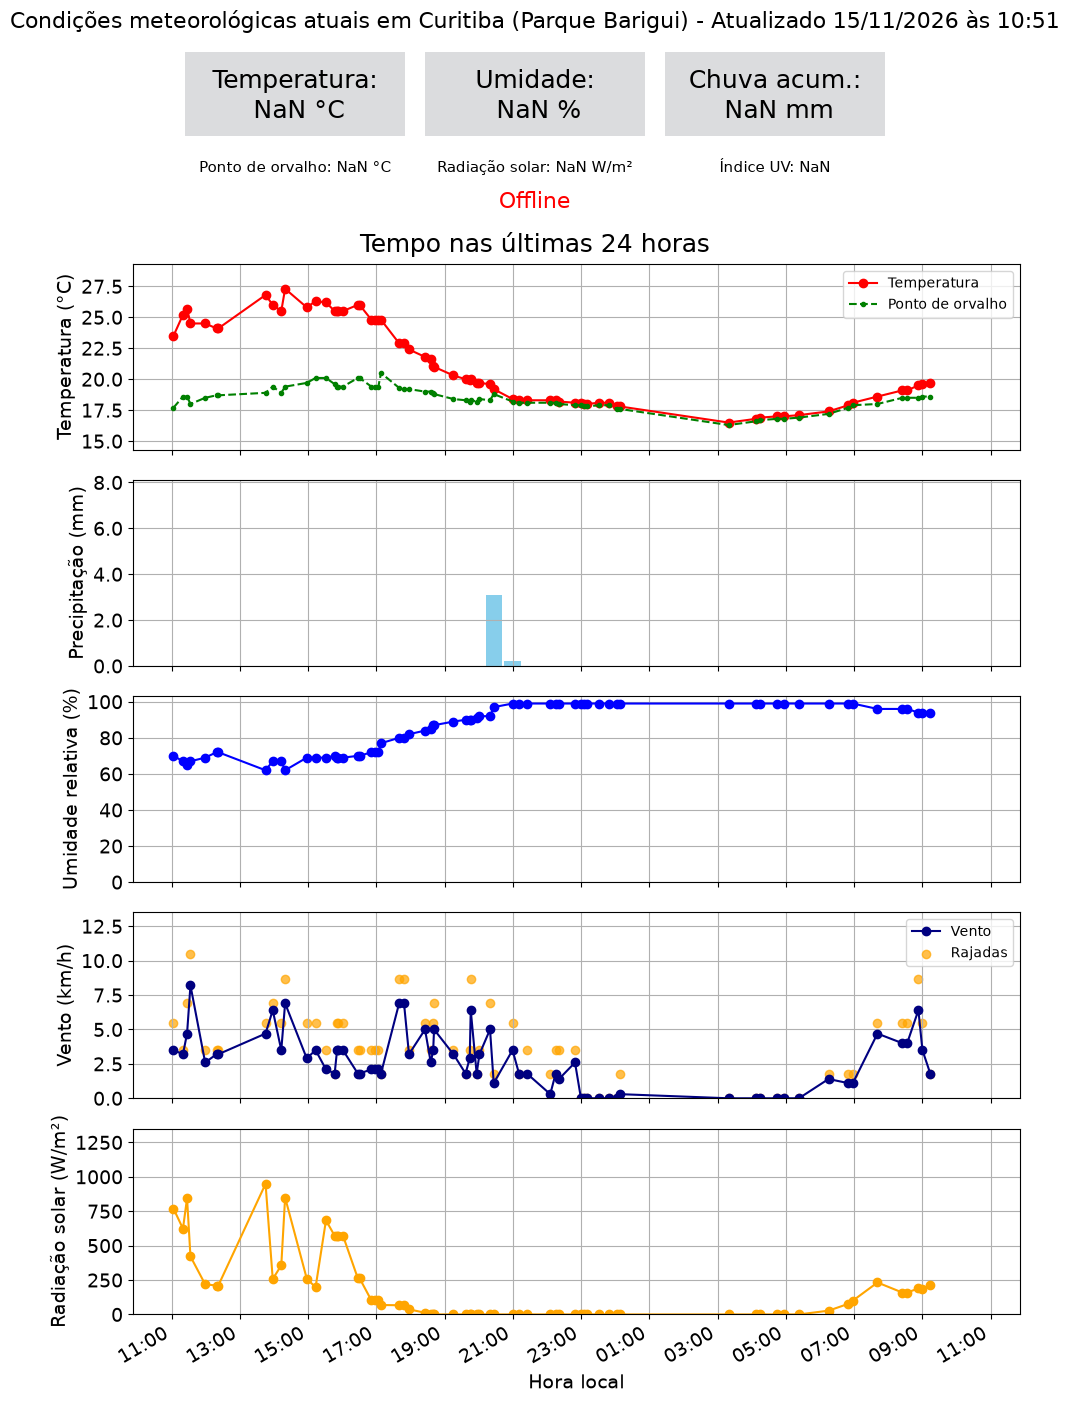 Condições meteorológicas atuais em Curitiba (Parque Barigui) - Atualizado 15/11/2026 às 10:51
Temperatura:
NaN °C
Umidade:
NaN %
Chuva acum.:
NaN mm
Ponto de orvalho: NaN °C
Radiação solar: NaN W/m²
Índice UV: NaN
Offline
Tempo nas últimas 24 horas
Temperatura (°C)
27.5
25.0
22.5
20.0
17.5
15.0
Temperatura
Ponto de orvalho
Precipitação (mm)
8.0
6.0
4.0
2.0
0.0
Umidade relativa (%)
100
80
60
40
20
0
Vento (km/h)
12.5
10.0
7.5
5.0
2.5
0.0
Vento
Rajadas
Radiação solar (W/m²)
1250
1000
750
500
250
0
11:00
13:00
15:00
17:00
19:00
21:00
23:00
01:00
03:00
05:00
07:00
09:00
11:00
Hora local